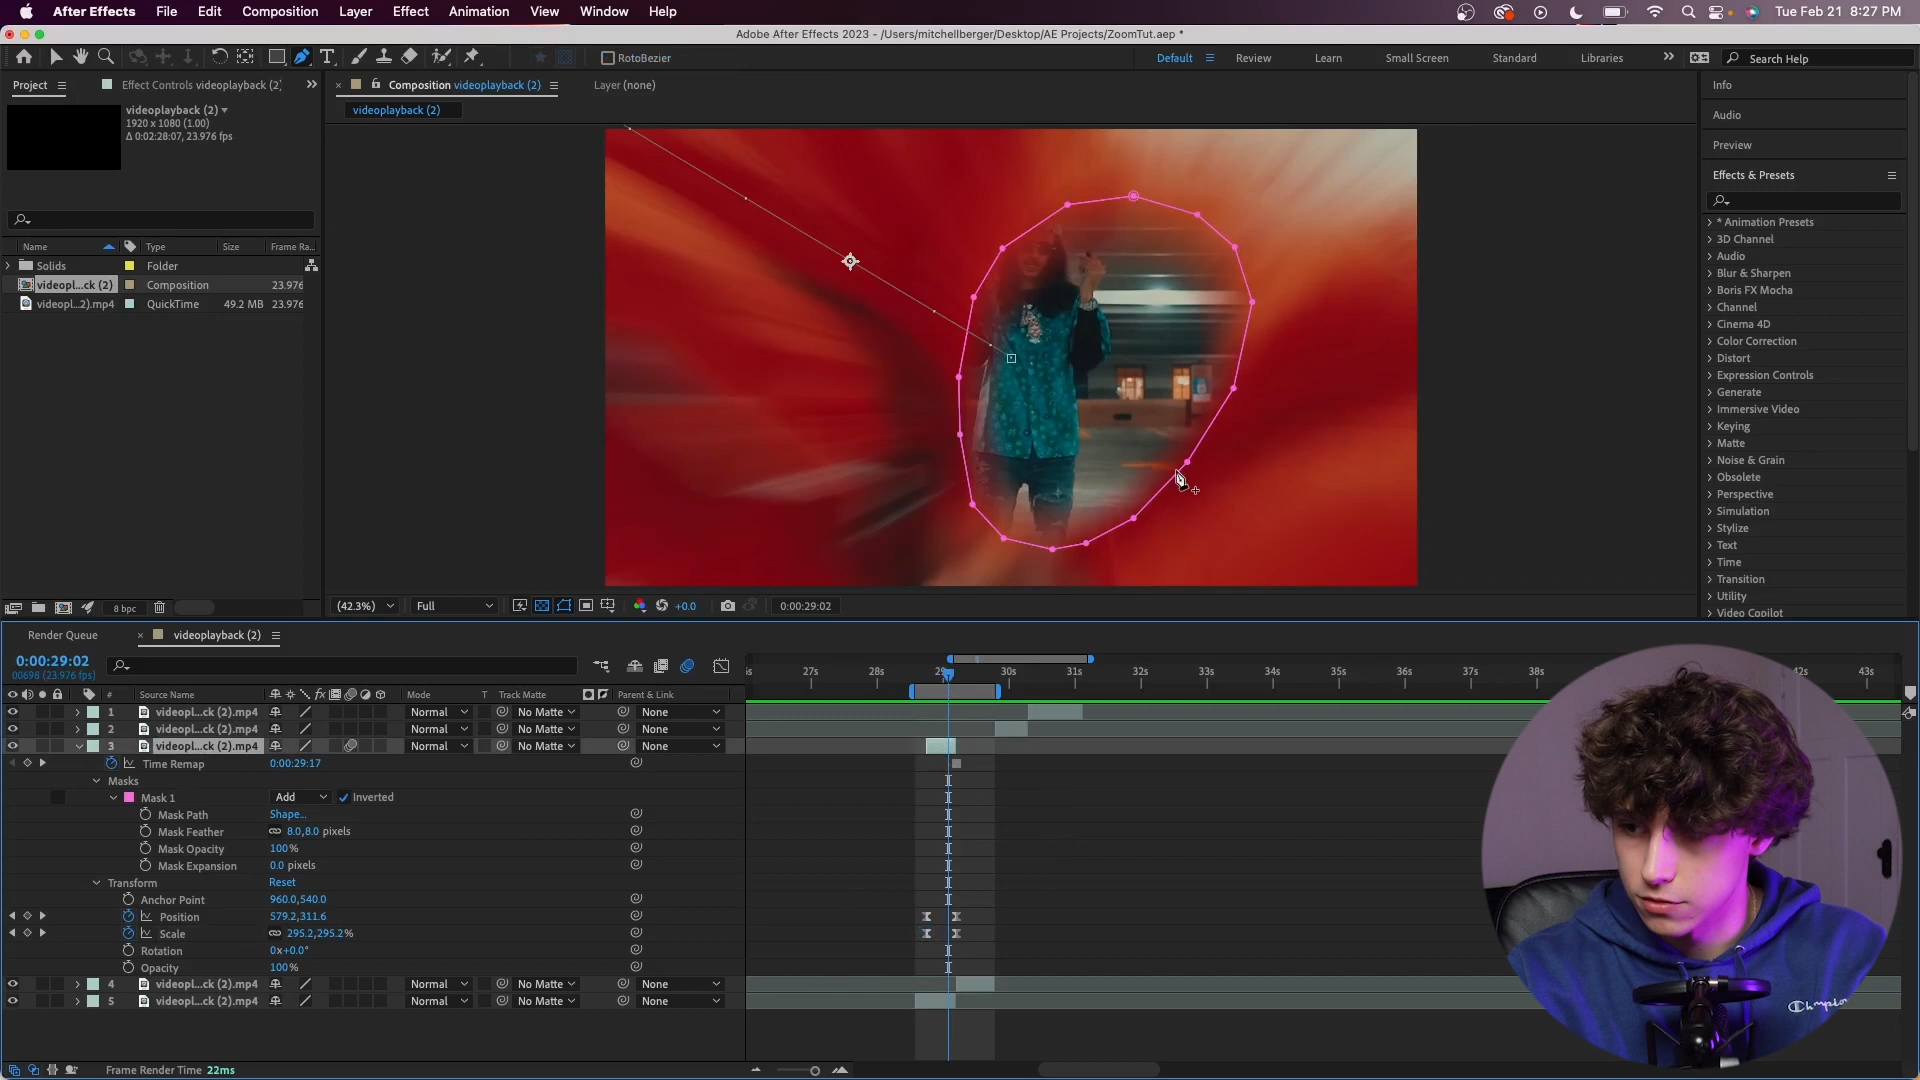 After Effects File Edit Composition Layer Effect Animation View Window Help Tue Feb 21 8:27 PM
Adobe After Effects 2023 - /Users/mitchellberger/Desktop/AE Projects/ZoomTut.aep *
RotoBezier Default Review Learn Small Screen Standard Libraries Search Help
Project Effect Controls videoplayback (2) Composition videoplayback (2) Layer (none) Info
videoplayback (2)
1920 x 1080 (1.00)
Δ 0:02:28:07, 23.976 fps
videoplayback (2)
Audio
Preview
Effects & Presets
Name Type Size Frame Ra...
Solids Folder
videopl...ck (2) Composition 23.976
videopl...2).mp4 QuickTime 49.2 MB 23.976
* Animation Presets
3D Channel
Audio
Blur & Sharpen
Boris FX Mocha
Channel
Cinema 4D
Color Correction
Distort
Expression Controls
Generate
Immersive Video
Keying
Matte
Noise & Grain
Obsolete
Perspective
Simulation
Stylize
Text
Time
Transition
Utility
Video Copilot
8 bpc (42.3%) Full +0.0 0:00:29:02
Render Queue videoplayback (2)
0:00:29:02
00698 (23.976 fps)
27s 28s 30s 31s 32s 33s 34s 35s 36s 37s 38s 42s 43s
# Source Name Mode T Track Matte Parent & Link
1 videopl...ck (2).mp4 Normal No Matte None
2 videopl...ck (2).mp4 Normal No Matte None
3 videopl...ck (2).mp4 Normal No Matte None
Time Remap 0:00:29:17
Masks
Mask 1 Add Inverted
Mask Path Shape...
Mask Feather 8.0,8.0 pixels
Mask Opacity 100%
Mask Expansion 0.0 pixels
Transform Reset
Anchor Point 960.0,540.0
Position 579.2,311.6
Scale 295.2,295.2%
Rotation 0x+0.0°
Opacity 100%
4 videopl...ck (2).mp4 Normal No Matte None
5 videopl...ck (2).mp4 Normal No Matte None
Champion
Frame Render Time 22ms